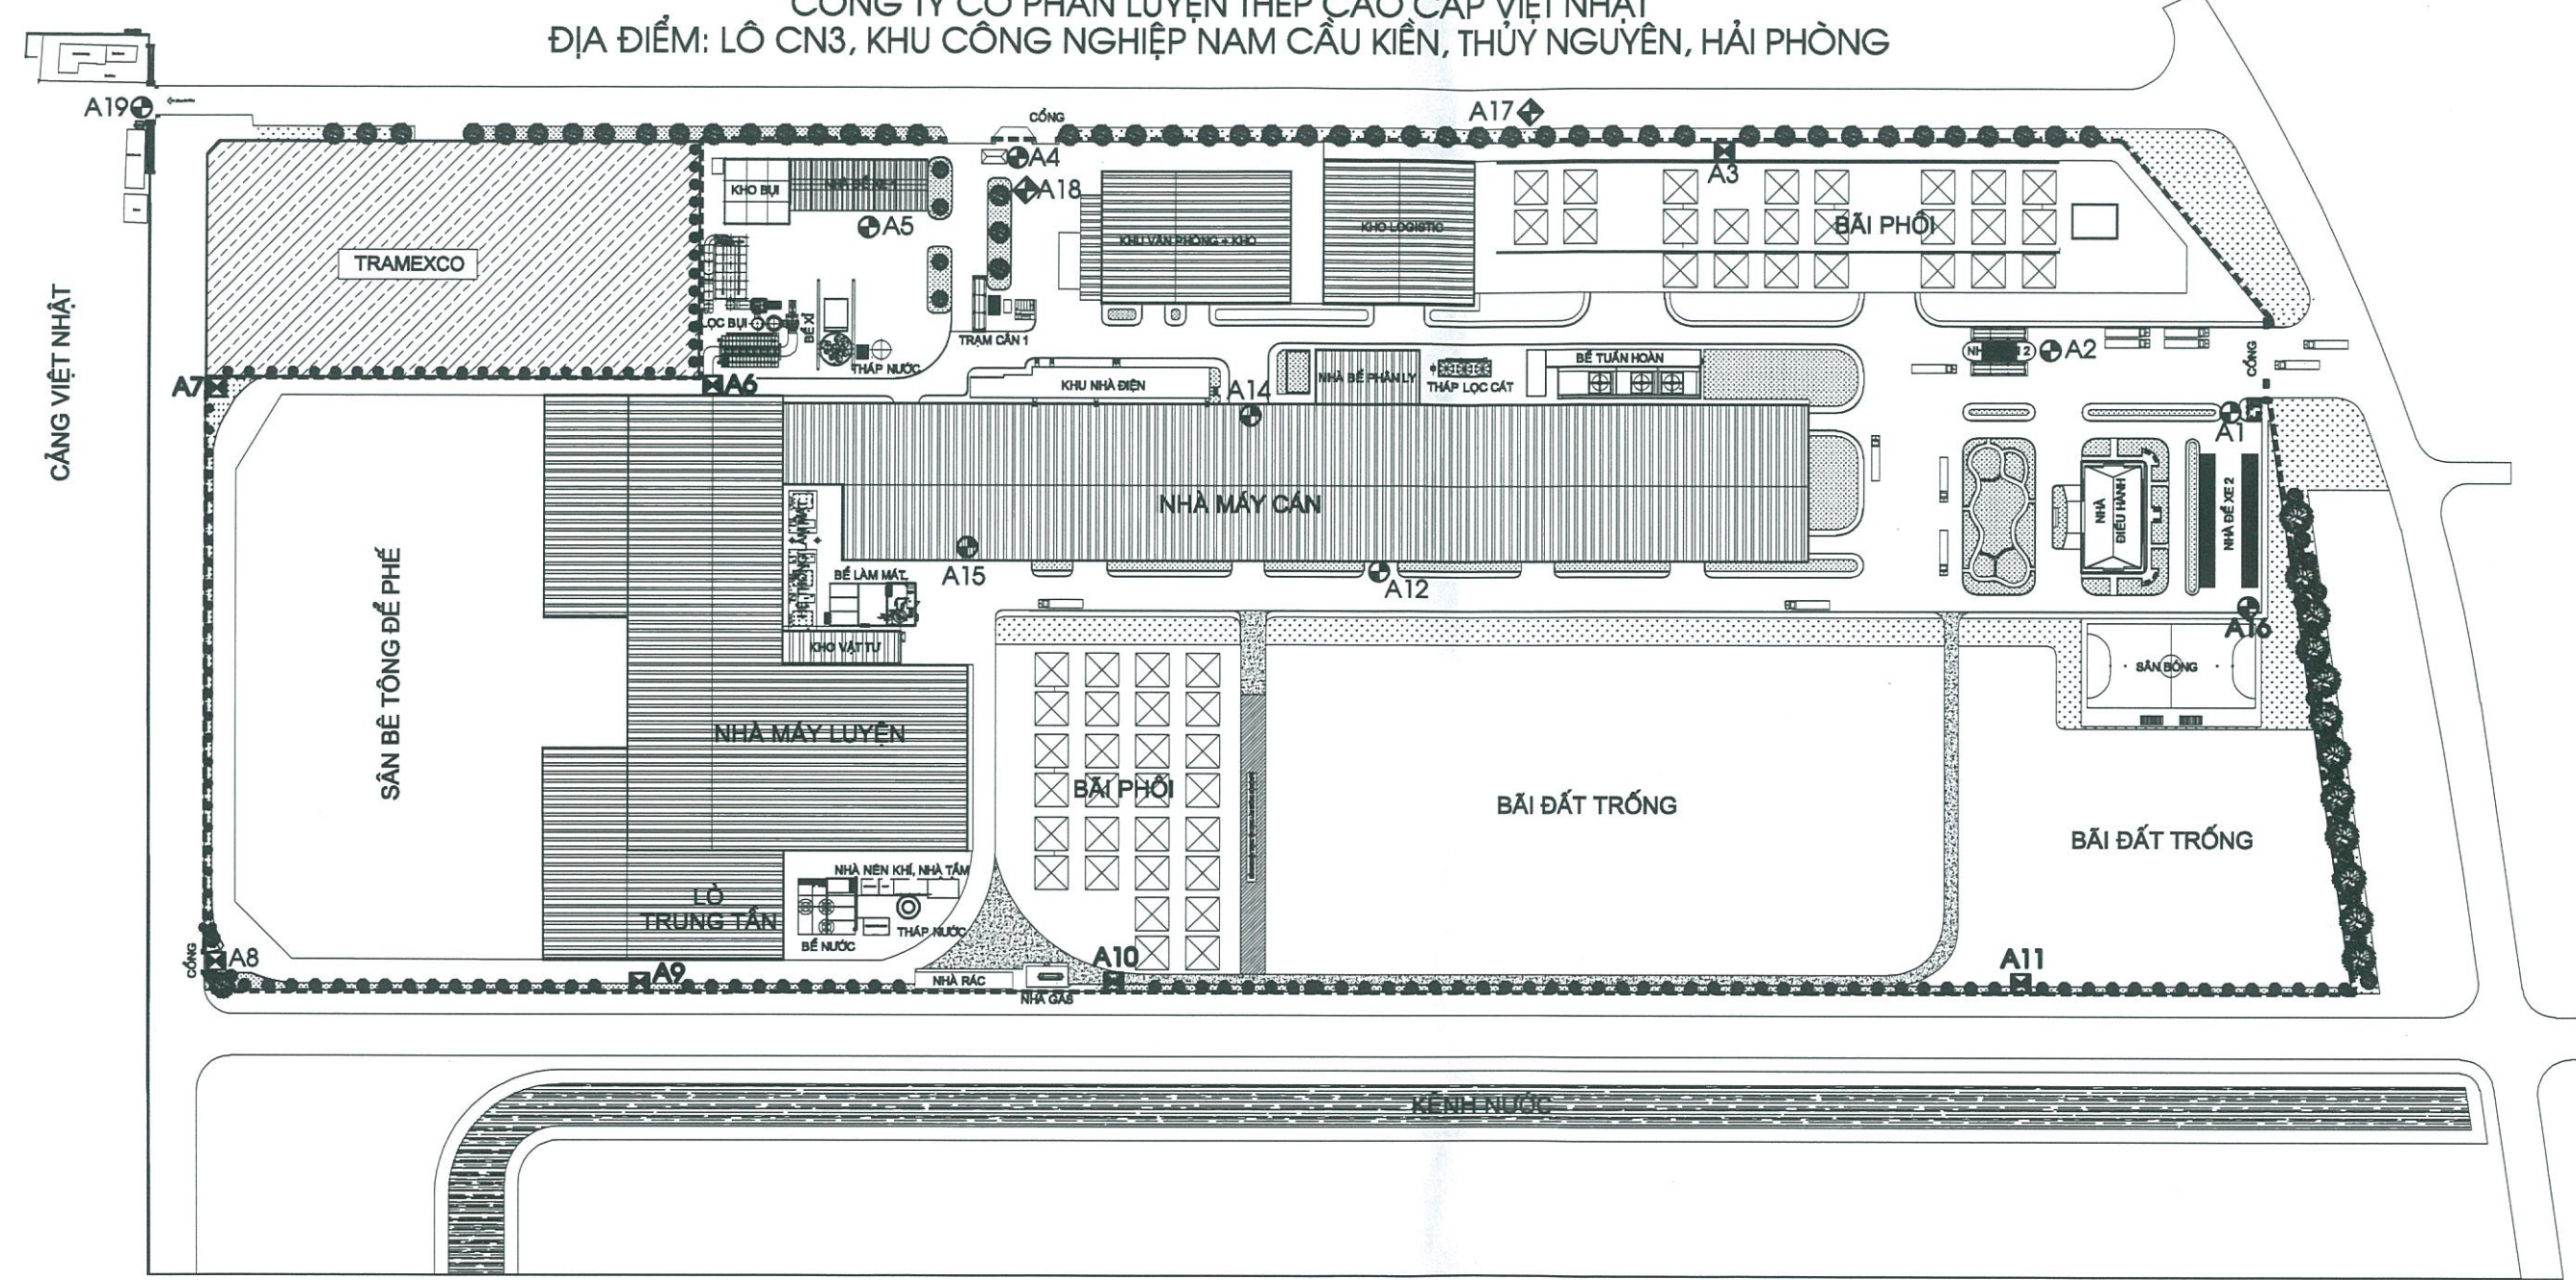 CÔNG TY CỔ PHẦN LUYỆN THÉP CAO CẤP VIỆT NHẬT
ĐỊA ĐIỂM: LÔ CN3, KHU CÔNG NGHIỆP NAM CẦU KIỀN, THỦY NGUYÊN, HẢI PHÒNG
A19
CỔNG
A17
A4
A3
KHO BỤI
NHÀ ĐỂ XE 1
A18
A5
BÃI PHÔI
KHU VĂN PHÒNG + KHO
KHO LOGISTIC
TRAMEXCO
LỌC BỤI
BỂ XỈ
TRẠM CÂN 1
THÁP NƯỚC
A2
CỔNG
A7
A6
KHU NHÀ ĐIỆN
A14
NHÀ BỂ PHÂN LY
THÁP LỌC CÁT
BỂ TUẦN HOÀN
CẢNG VIỆT NHẬT
A1
NHÀ MÁY CÁN
NHÀ
ĐIỀU HÀNH
NHÀ ĐỂ XE 2
A15
BỂ LÀM MÁT
A12
A16
KHO VẬT TƯ
SÂN BÓNG
SÂN BÊ TÔNG ĐỂ PHẾ
NHÀ MÁY LUYỆN
BÃI PHÔI
BÃI ĐẤT TRỐNG
BÃI ĐẤT TRỐNG
NHÀ NÉN KHÍ, NHÀ TẮM
LÒ
TRUNG TẦN
THÁP NƯỚC
BỂ NƯỚC
CỔNG
A8
A9
A10
A11
NHÀ RÁC
NHÀ GAS
KÊNH NƯỚC